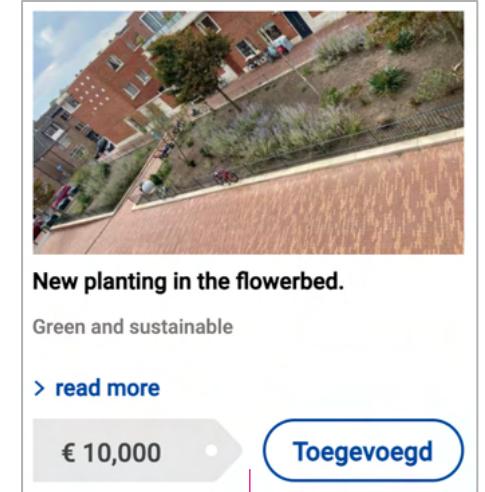 New planting in the flowerbed.
Green and sustainable
> read more
€ 10,000 Toegevoegd